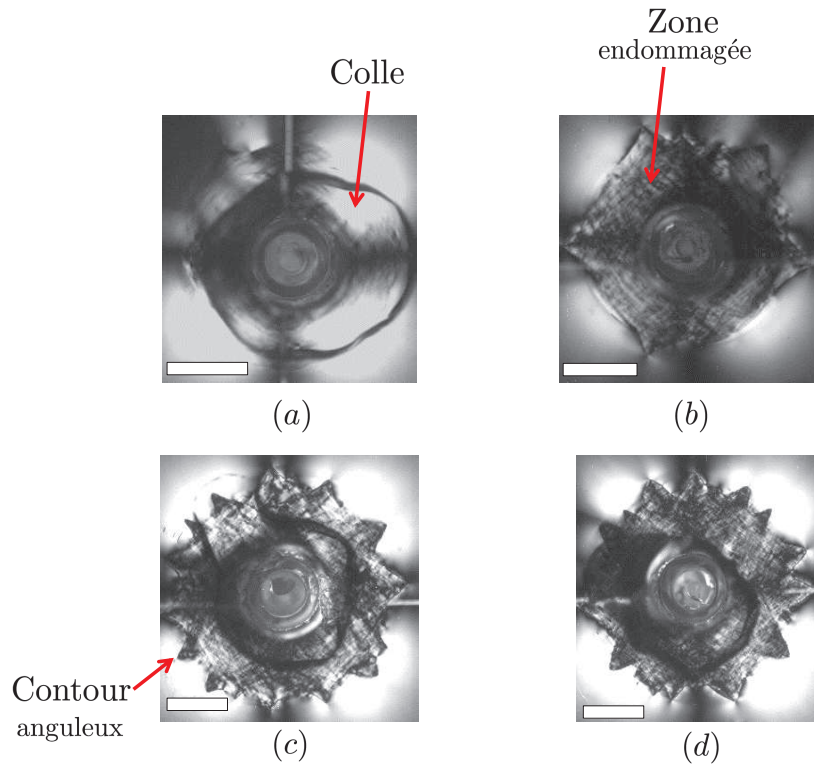 Zone
endommagée
Colle
(a)
(b)
Contour
anguleux
(c)
(d)